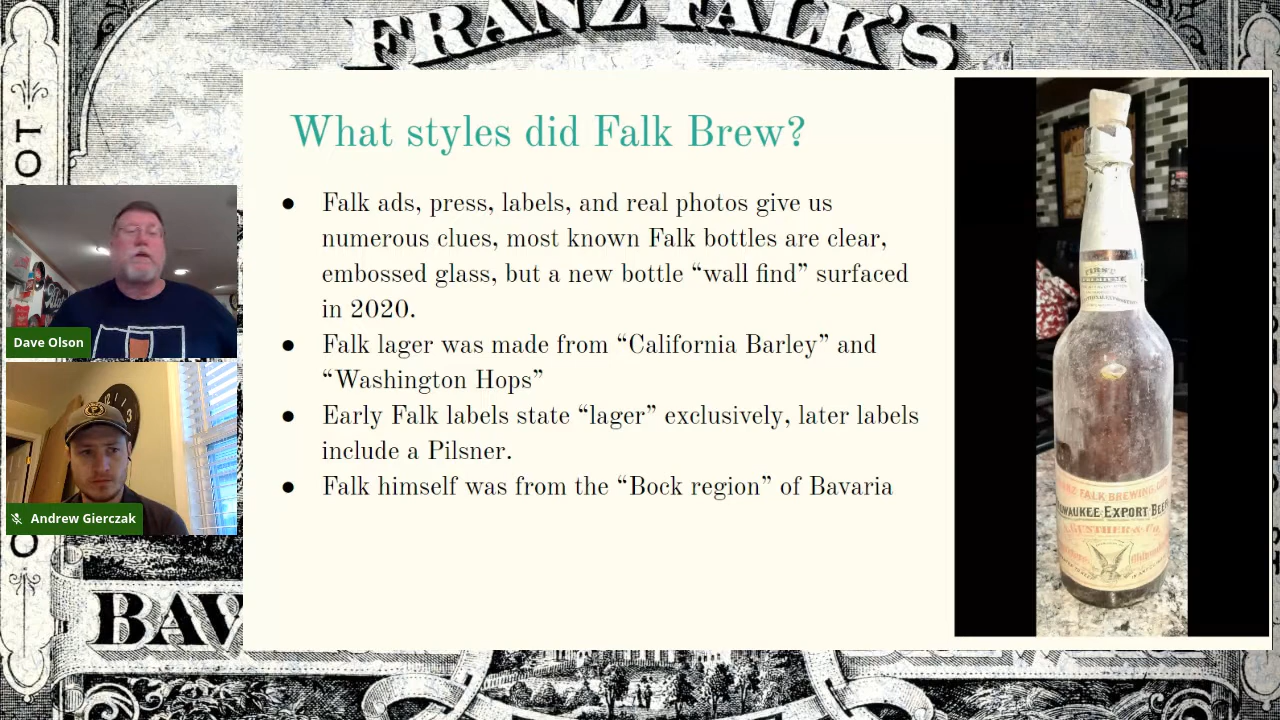 FRANZ FALK'S
What styles did Falk Brew?
● Falk ads, press, labels, and real photos give us
numerous clues, most known Falk bottles are clear,
embossed glass, but a new bottle “wall find” surfaced
in 2020.
● Falk lager was made from “California Barley” and
“Washington Hops”
● Early Falk labels state “lager” exclusively, later labels
include a Pilsner.
● Falk himself was from the “Bock region” of Bavaria
Dave Olson
Andrew Gierczak
FALK BREWING
EXPORT BEER
BAV